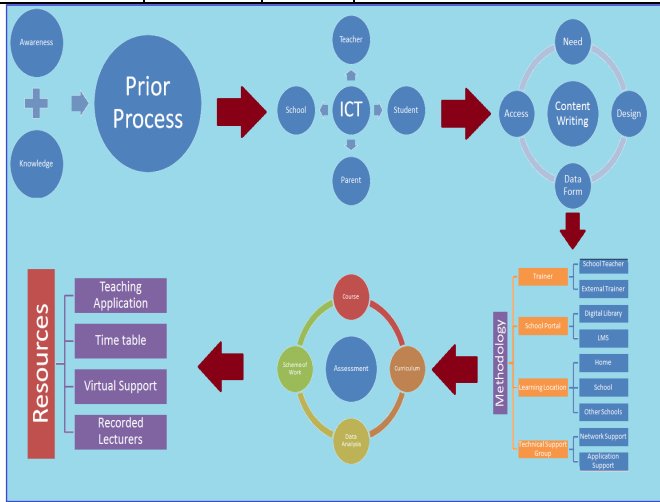 Awareness
Knowledge
Prior
Process
Teacher
School
ICT
Student
Parent
Need
Access
Content
Writing
Design
Data
Form
Resources
Teaching
Application
Time table
Virtual Support
Recorded
Lecturers
Course
Scheme of
Work
Assessment
Curriculum
Data
Analysis
Methodology
Trainer
School Teacher
External Trainer
School Portal
Digital Library
LMS
Learning Location
Home
School
Other Schools
Technical Support
Group
Network Support
Application
Support